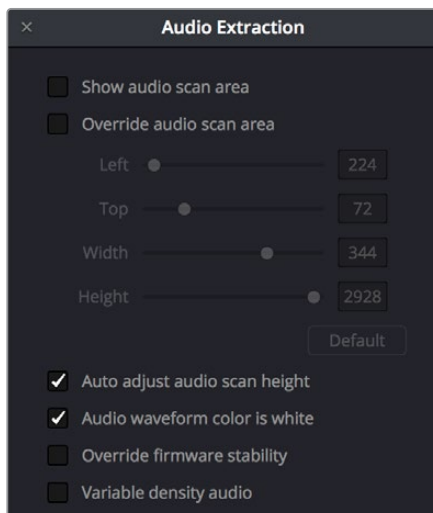 Audio Extraction
Show audio scan area
Override audio scan area
Left 224
Top 72
Width 344
Height 2928
Default
Auto adjust audio scan height
Audio waveform color is white
Override firmware stability
Variable density audio